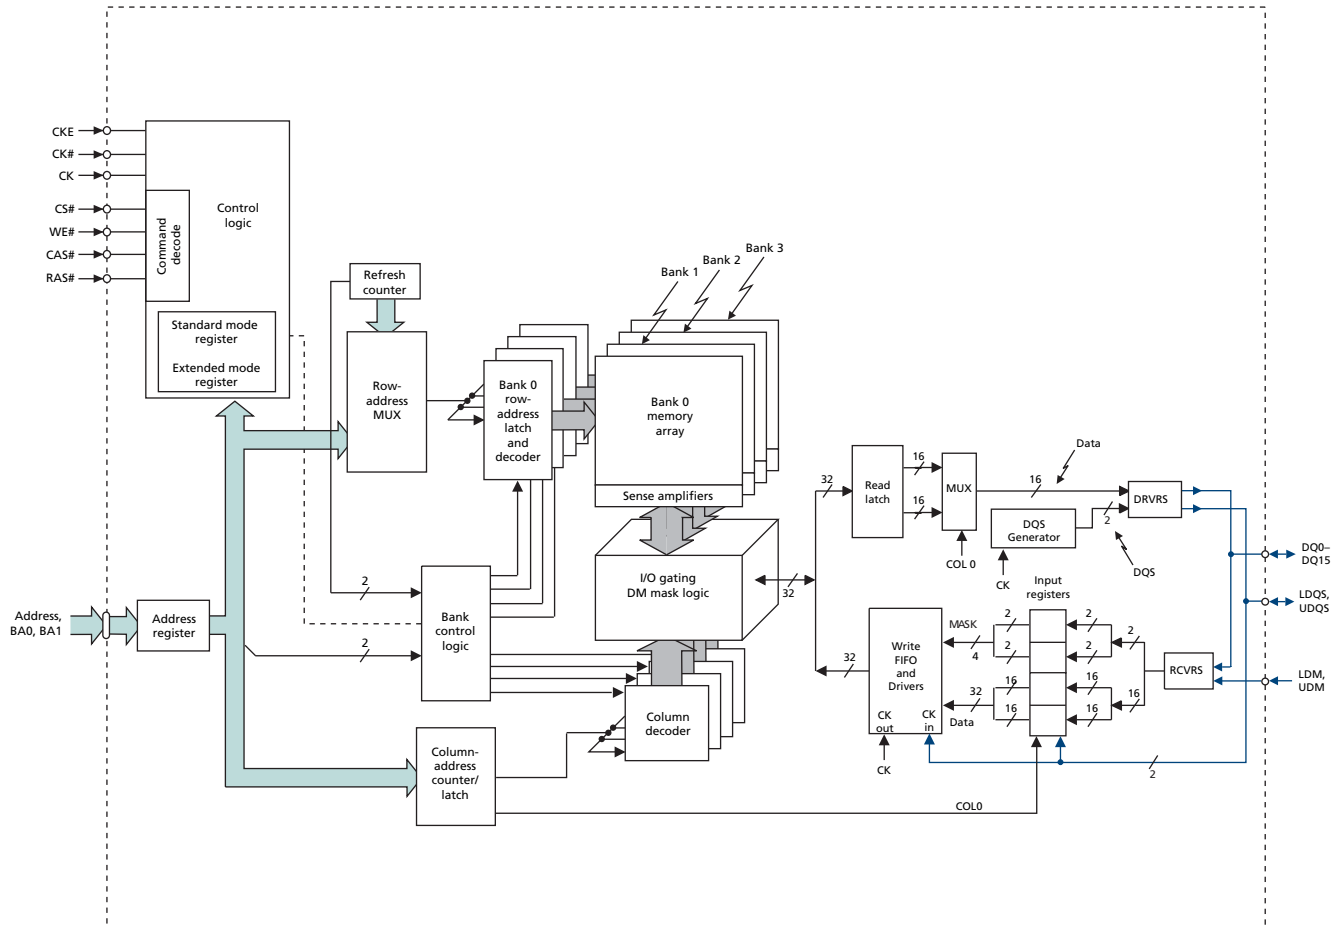 CKE
CK#
CK
CS#
WE#
CAS#
RAS#
Command
decode
Control
logic
Standard mode
register
Extended mode
register
Refresh
counter
Row-
address
MUX
Bank 0
row-
address
latch
and
decoder
Bank 1
Bank 2
Bank 3
Bank 0
memory
array
Sense amplifiers
I/O gating
DM mask logic
32
Address,
BA0, BA1
Address
register
2
2
Bank
control
logic
Column-
address
counter/
latch
Column
decoder
COL0
32
Read
latch
16
16
MUX
COL 0
16
Data
DQS
Generator
CK
2
DQS
DRVRS
DQ0–
DQ15
LDQS,
UDQS
LDM,
UDM
RCVRS
Input
registers
2
2
2
2
2
16
16
16
16
16
MASK
4
32
Data
32
Write
FIFO
and
Drivers
CK
out
CK
in
CK
2